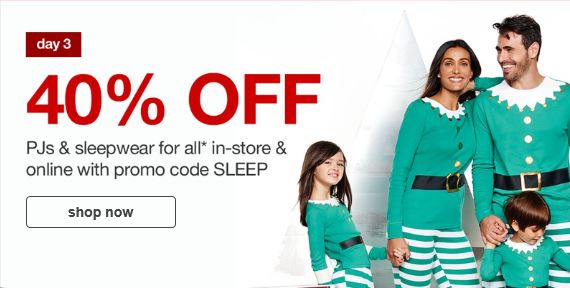 day 3
40% OFF
PJs & sleepwear for all* in-store &
online with promo code SLEEP
shop now